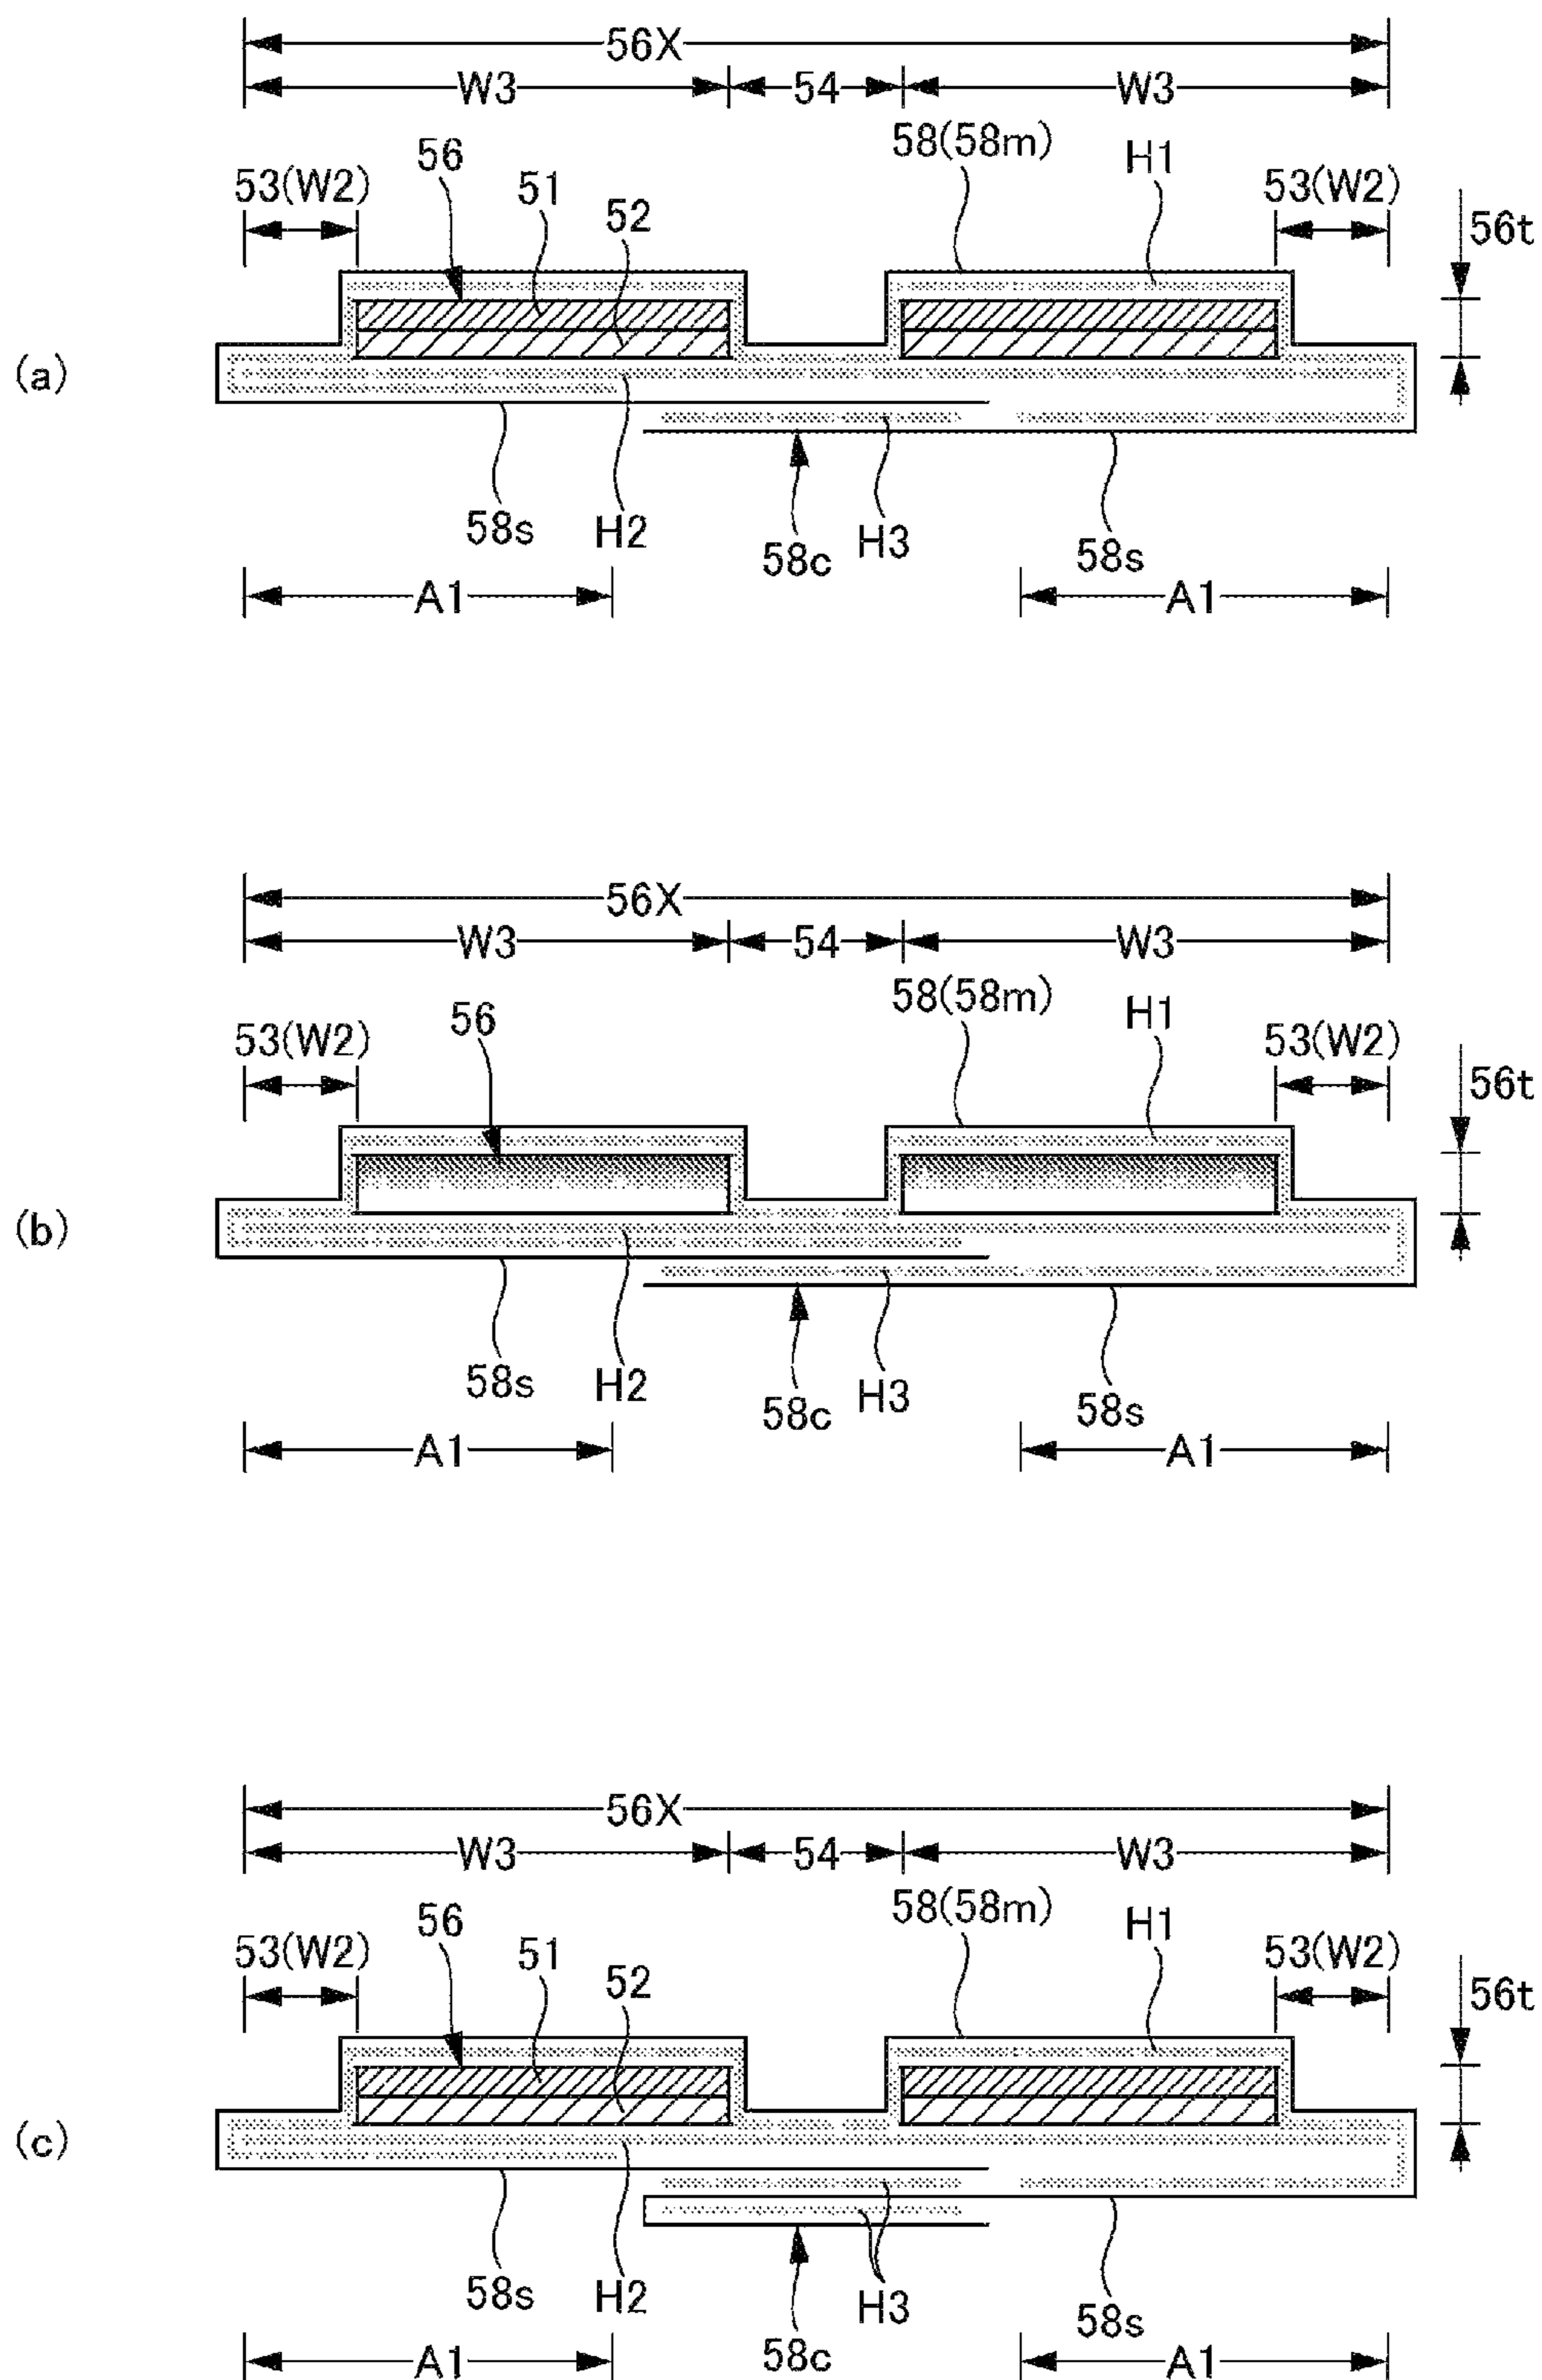 56X
W3 54 W3
56 58(58m) H1
53(W2) 51 52 53(W2) 56t
(a)
58s H2 58c H3 58s
A1 A1
56X
W3 54 W3
56 58(58m) H1
53(W2) 53(W2) 56t
(b)
58s H2 58c H3 58s
A1 A1
56X
W3 54 W3
56 58(58m) H1
53(W2) 51 52 53(W2) 56t
(c)
58s H2 58c H3 58s
A1 A1